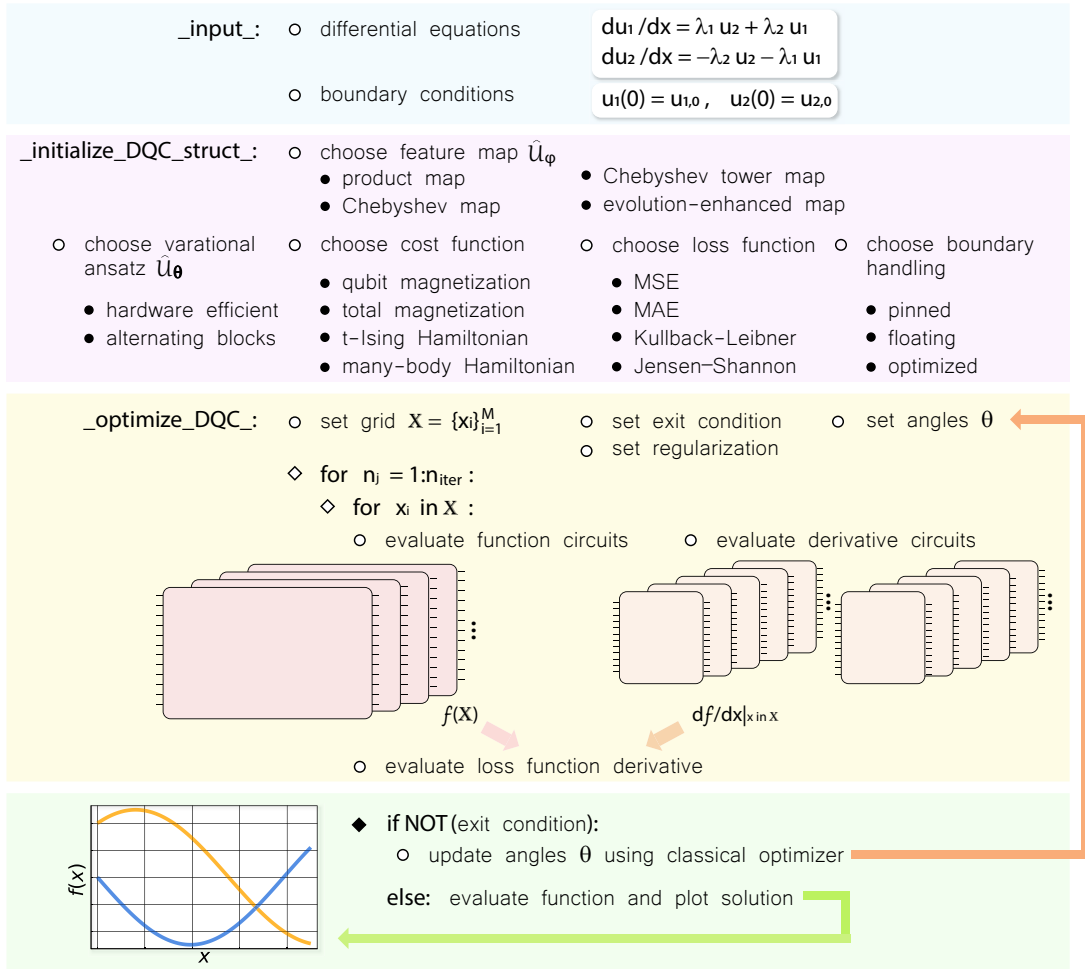 _input_: ○ differential equations du₁/dx = λ₁ u₂ + λ₂ u₁
du₂/dx = −λ₂ u₂ − λ₁ u₁
○ boundary conditions u₁(0) = u₁,₀ , u₂(0) = u₂,₀
_initialize_DQC_struct_: ○ choose feature map Û_φ
● product map ● Chebyshev tower map
● Chebyshev map ● evolution-enhanced map
○ choose varational ansatz Û_θ
● hardware efficient
● alternating blocks
○ choose cost function
● qubit magnetization
● total magnetization
● t-Ising Hamiltonian
● many-body Hamiltonian
○ choose loss function
● MSE
● MAE
● Kullback-Leibner
● Jensen—Shannon
○ choose boundary
handling
● pinned
● floating
● optimized
_optimize_DQC_: ○ set grid X = {xᵢ}ᴹᵢ₌₁ ○ set exit condition ○ set angles θ
○ set regularization
◇ for nⱼ = 1:n_iter :
◇ for xᵢ in X :
○ evaluate function circuits ○ evaluate derivative circuits
f(X) df/dx|x in X
○ evaluate loss function derivative
f(x)
x
◆ if NOT(exit condition):
○ update angles θ using classical optimizer
else: evaluate function and plot solution